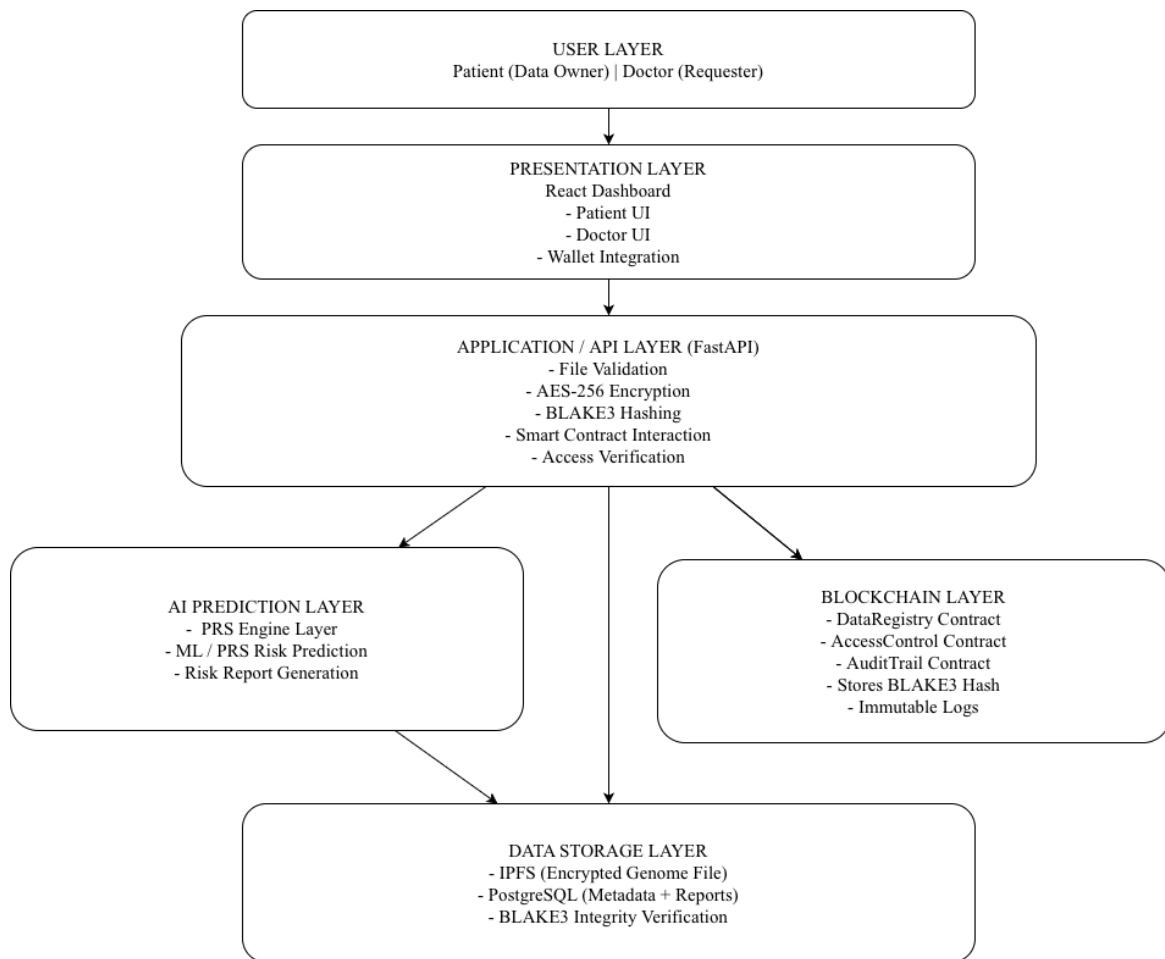 USER LAYER
Patient (Data Owner) | Doctor (Requester)
PRESENTATION LAYER
React Dashboard
- Patient UI
- Doctor UI
- Wallet Integration
APPLICATION / API LAYER (FastAPI)
- File Validation
- AES-256 Encryption
- BLAKE3 Hashing
- Smart Contract Interaction
- Access Verification
AI PREDICTION LAYER
- PRS Engine Layer
- ML / PRS Risk Prediction
- Risk Report Generation
BLOCKCHAIN LAYER
- DataRegistry Contract
- AccessControl Contract
- AuditTrail Contract
- Stores BLAKE3 Hash
- Immutable Logs
DATA STORAGE LAYER
- IPFS (Encrypted Genome File)
- PostgreSQL (Metadata + Reports)
- BLAKE3 Integrity Verification